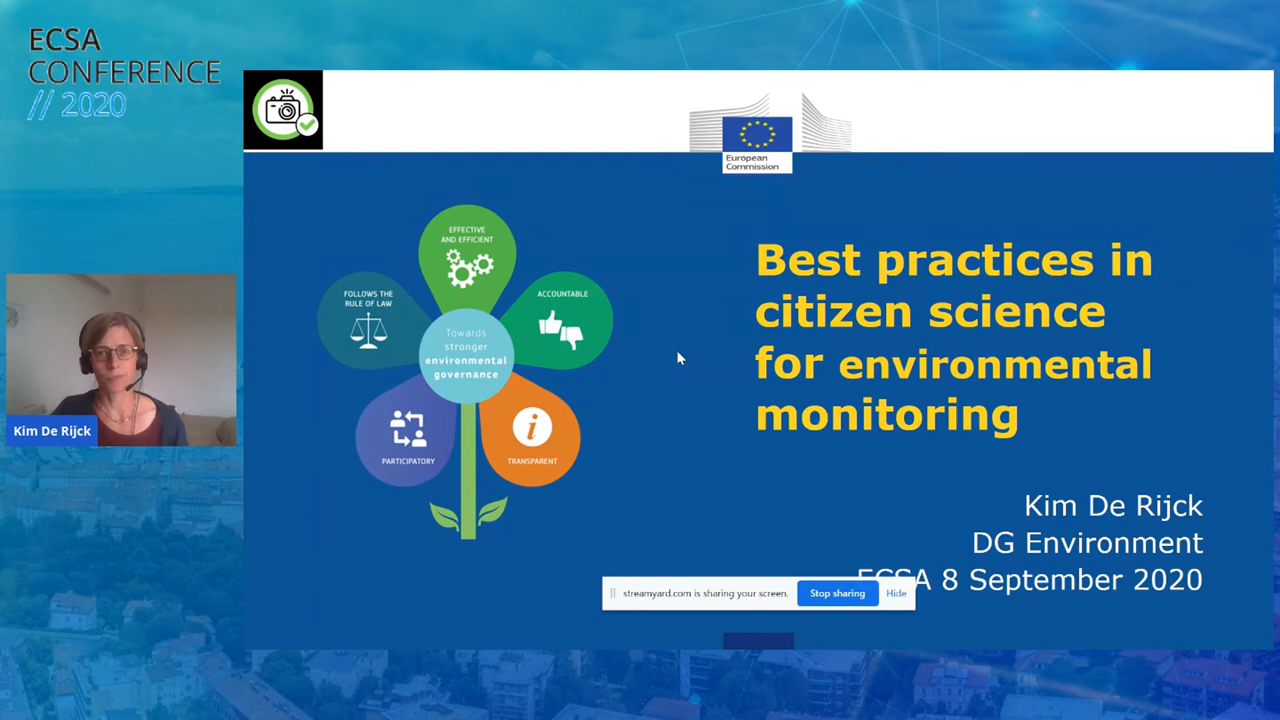 ECSA
CONFERENCE
// 2020
European
Commission
EFFECTIVE
AND EFFICIENT
FOLLOWS THE
RULE OF LAW
ACCOUNTABLE
Towards
stronger
environmental
governance
PARTICIPATORY
TRANSPARENT
Best practices in
citizen science
for environmental
monitoring
Kim De Rijck
Kim De Rijck
DG Environment
ECSA 8 September 2020
streamyard.com is sharing your screen.
Stop sharing
Hide